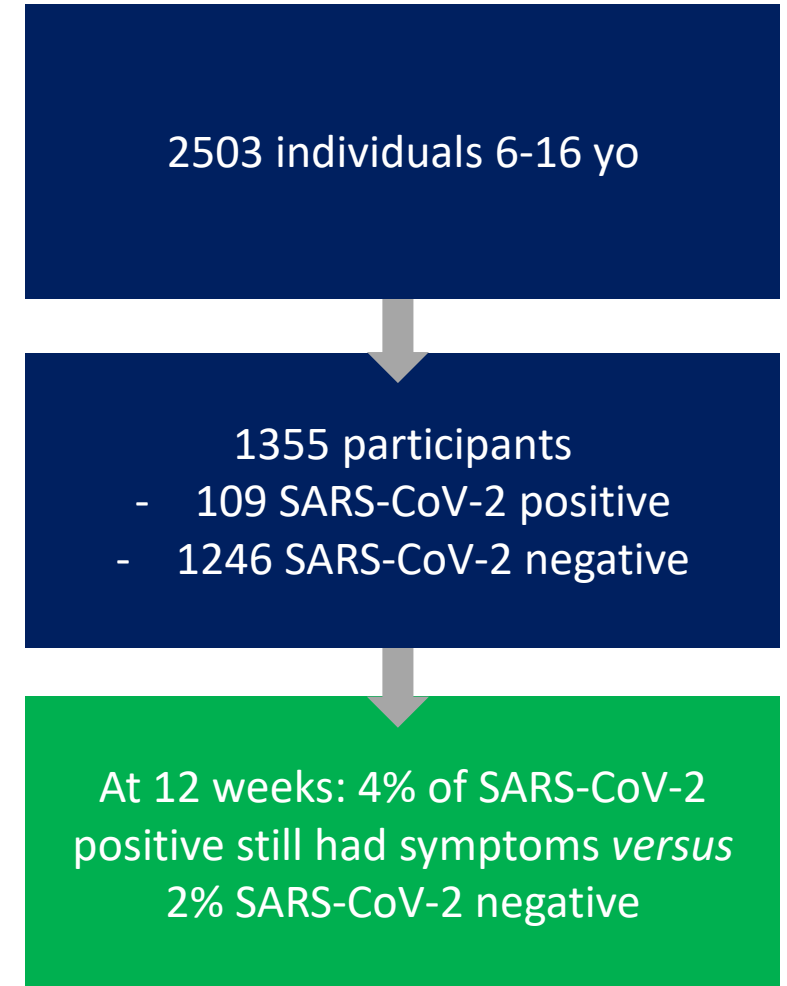 2503 individuals 6-16 yo
1355 participants
- 109 SARS-CoV-2 positive
- 1246 SARS-CoV-2 negative
At 12 weeks: 4% of SARS-CoV-2
positive still had symptoms versus
2% SARS-CoV-2 negative